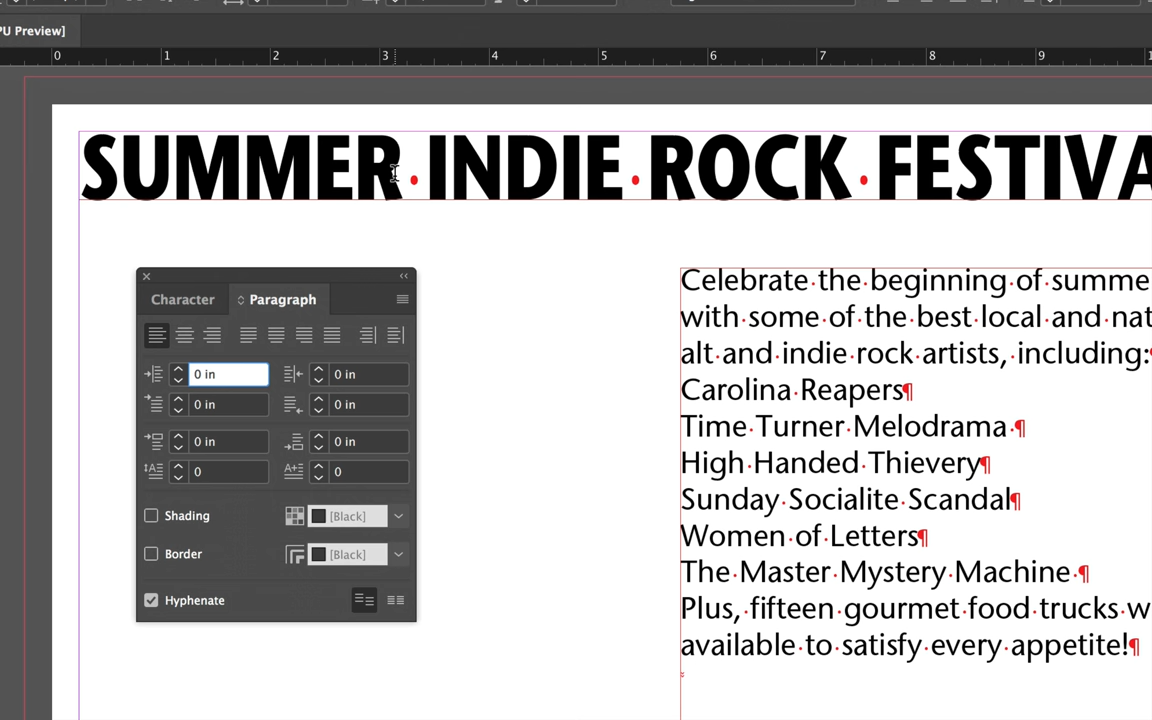 PU Preview]
0 1 2 3 4 5 6 7 8 9 1
SUMMER INDIE ROCK FESTIVA
Character
Paragraph
0 in
0 in
0 in
0 in
0 in
0 in
0
0
Shading
[Black]
Border
[Black]
Hyphenate
Celebrate the beginning of summe
with some of the best local and nat
alt and indie rock artists, including:
Carolina Reapers¶
Time Turner Melodrama ¶
High Handed Thievery¶
Sunday Socialite Scandal¶
Women of Letters¶
The Master Mystery Machine ¶
Plus, fifteen gourmet food trucks w
available to satisfy every appetite!¶